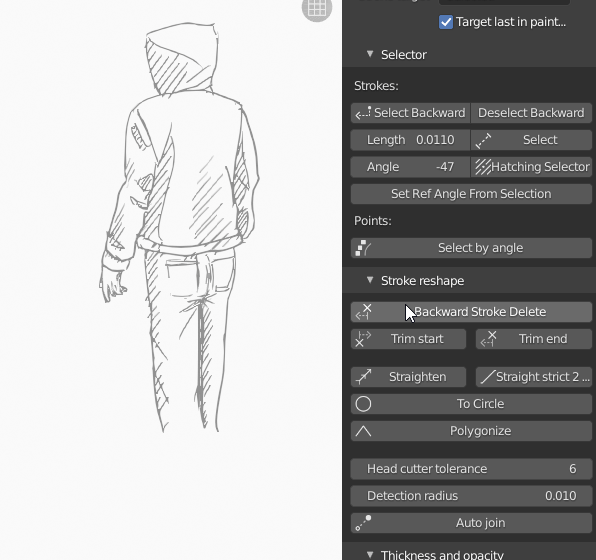 Target last in paint...
Selector
Strokes:
Select Backward Deselect Backward
Length 0.0110 Select
Angle -47 Hatching Selector
Set Ref Angle From Selection
Points:
Select by angle
Stroke reshape
Backward Stroke Delete
Trim start Trim end
Straighten Straight strict 2 ...
To Circle
Polygonize
Head cutter tolerance 6
Detection radius 0.010
Auto join
Thickness and opacity